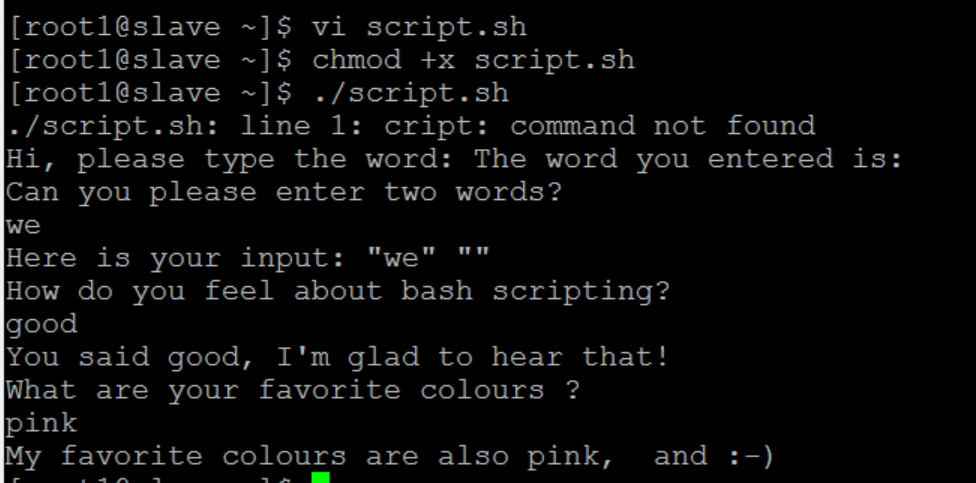 [root1@slave ~]$ vi script.sh
[root1@slave ~]$ chmod +x script.sh
[root1@slave ~]$ ./script.sh
./script.sh: line 1: cript: command not found
Hi, please type the word: The word you entered is:
Can you please enter two words?
we
Here is your input: "we" ""
How do you feel about bash scripting?
good
You said good, I'm glad to hear that!
What are your favorite colours ?
pink
My favorite colours are also pink,  and :-)